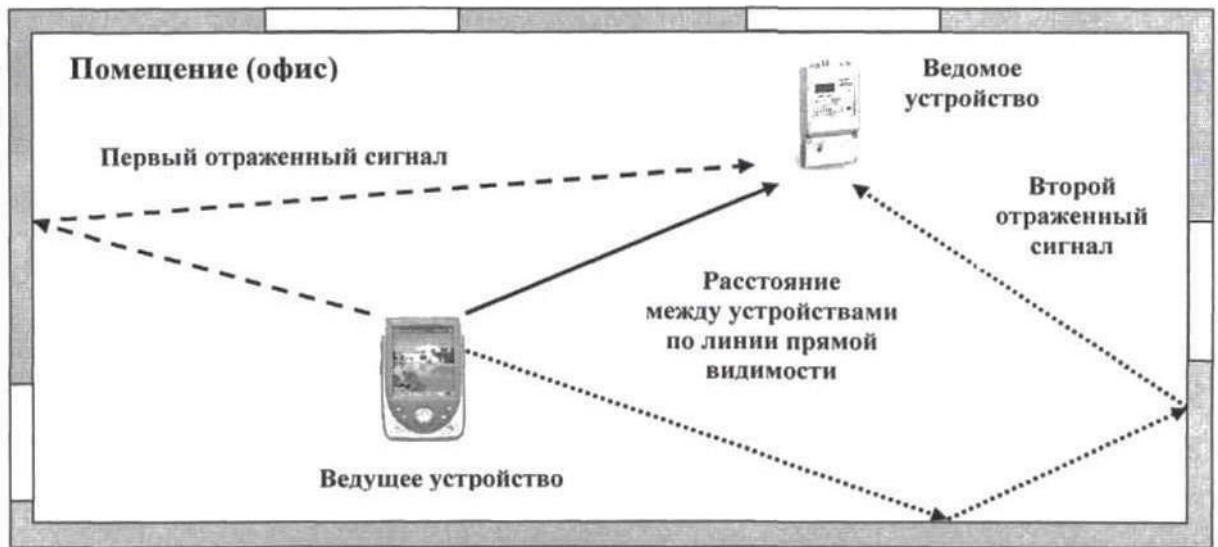 Помещение (офис)
Ведомое
устройство
Первый отраженный сигнал
Второй
отраженный
сигнал
Расстояние
между устройствами
по линии прямой
видимости
Ведущее устройство